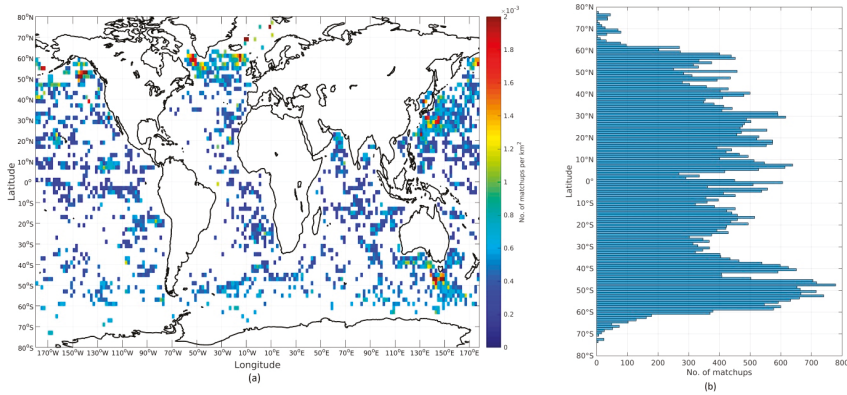 ×10⁻³
80°N
70°N
60°N
50°N
40°N
30°N
20°N
10°N
0°
10°S
20°S
30°S
40°S
50°S
60°S
70°S
80°S
Latitude
170°W 150°W 130°W 110°W 90°W 70°W 50°W 30°W 10°W 10°E 30°E 50°E 70°E 90°E 110°E 130°E 150°E 170°E
Longitude
(a)
2
1.8
1.6
1.4
1.2
1
0.8
0.6
0.4
0.2
0
No. of matchups per km²
80°N
70°N
60°N
50°N
40°N
30°N
20°N
10°N
0°
10°S
20°S
30°S
40°S
50°S
60°S
70°S
80°S
Latitude
0 100 200 300 400 500 600 700 800
No. of matchups
(b)